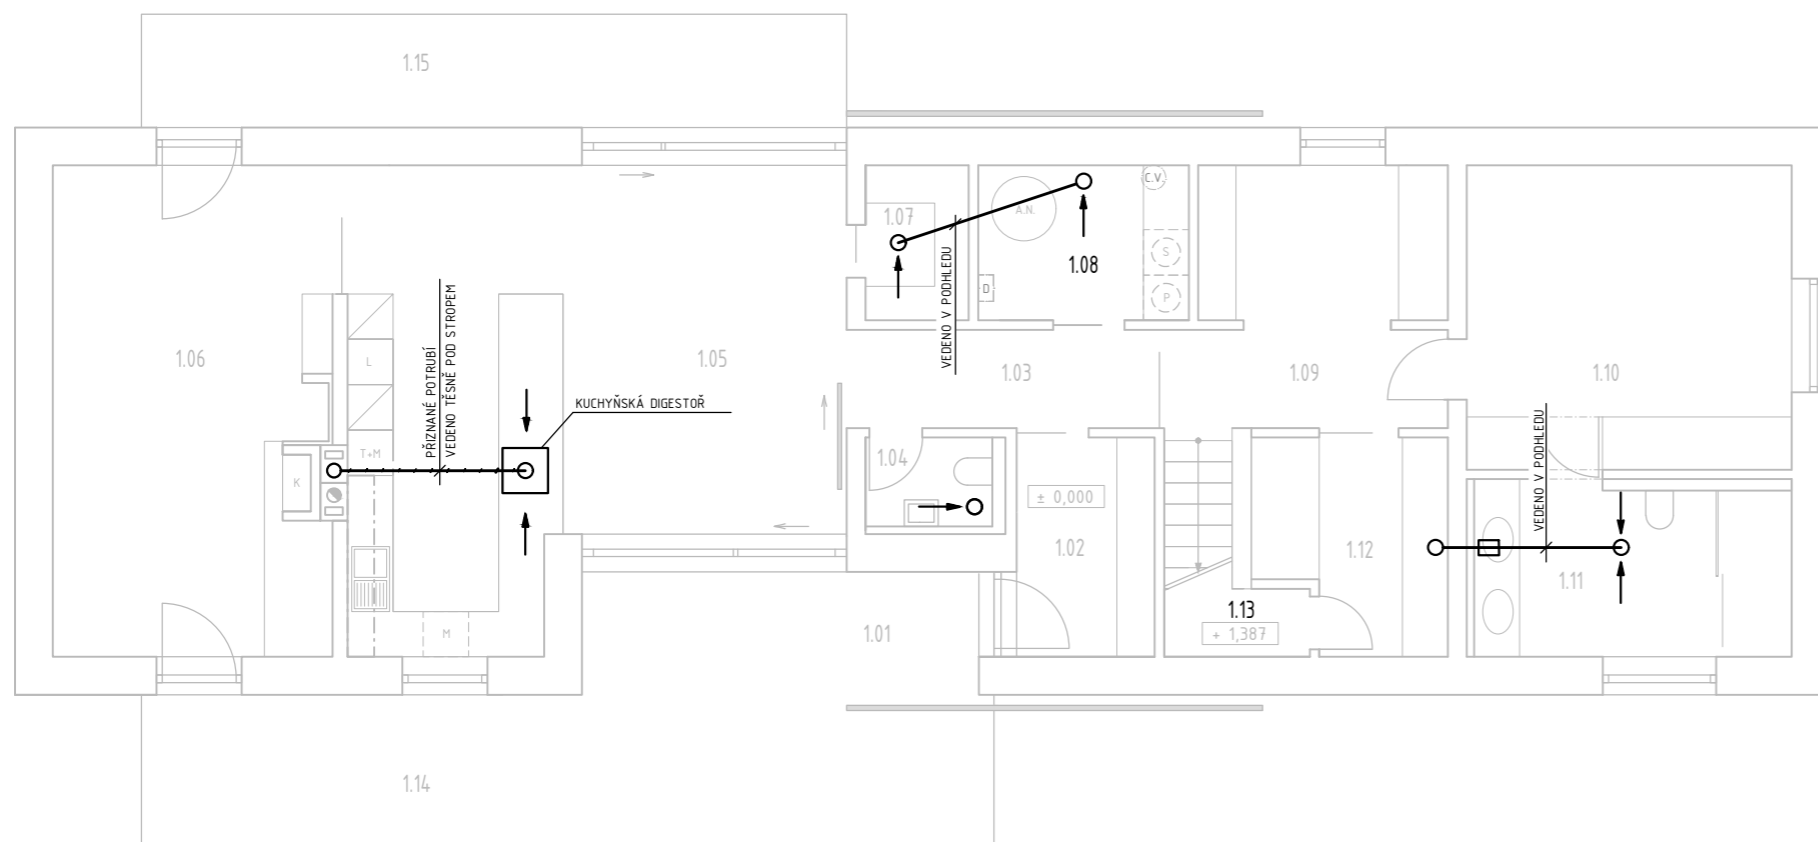 1.15
1.07
C.V.
A.N.
S
P
D
1.08
VEDENO V PODHLEDU
1.06
PŘIZNANÉ POTRUBÍ
VEDENO TĚSNĚ POD STROPEM
L
T+M
K
KUCHYŇSKÁ DIGESTOŘ
1.05
1.03
1.09
1.10
1.04
± 0,000
1.02
1.12
VEDENO V PODHLEDU
1.11
1.13
+ 1,387
M
1.01
1.14